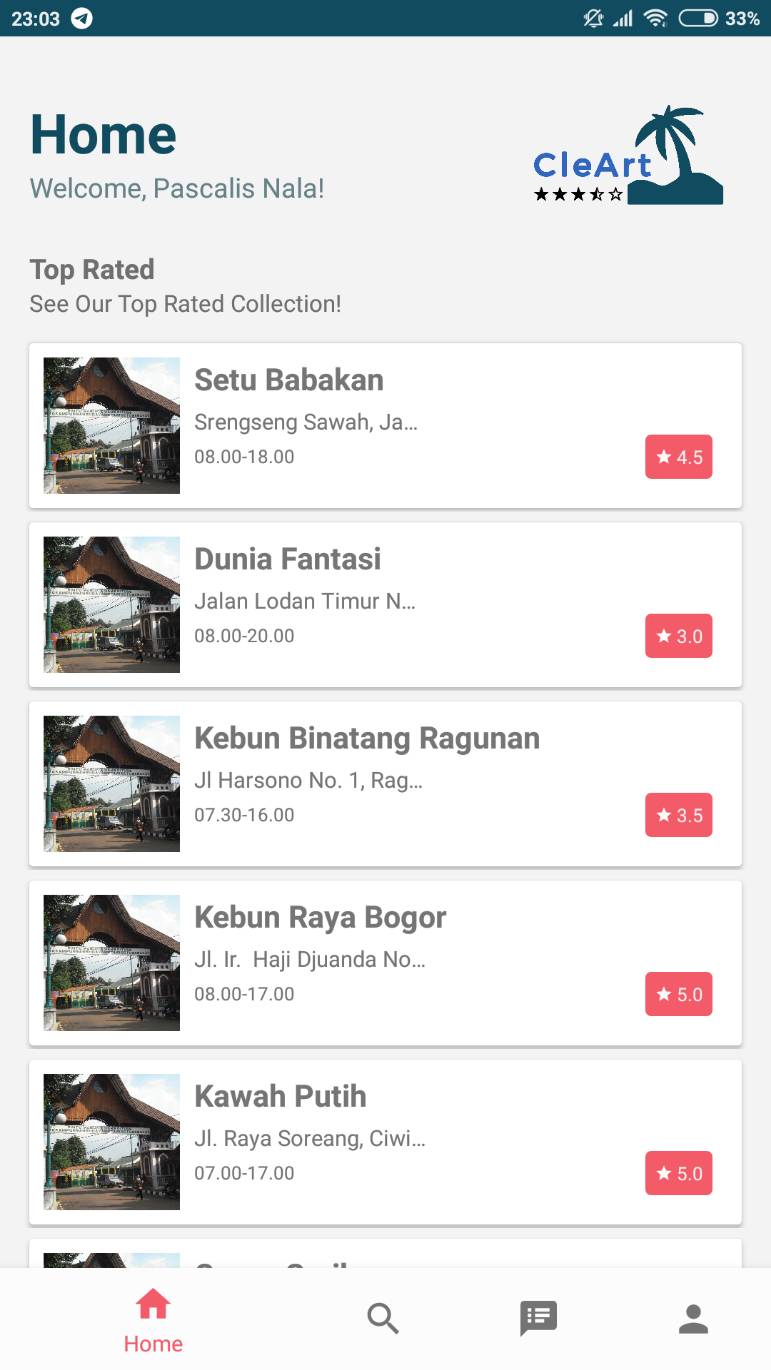 23:03
33%
Home
Welcome, Pascalis Nala!
CleArt
Top Rated
See Our Top Rated Collection!
Setu Babakan
Srengseng Sawah, Ja...
08.00-18.00
4.5
Dunia Fantasi
Jalan Lodan Timur N...
08.00-20.00
3.0
Kebun Binatang Ragunan
Jl Harsono No. 1, Rag...
07.30-16.00
3.5
Kebun Raya Bogor
Jl. Ir.  Haji Djuanda No...
08.00-17.00
5.0
Kawah Putih
Jl. Raya Soreang, Ciwi...
07.00-17.00
5.0
Home